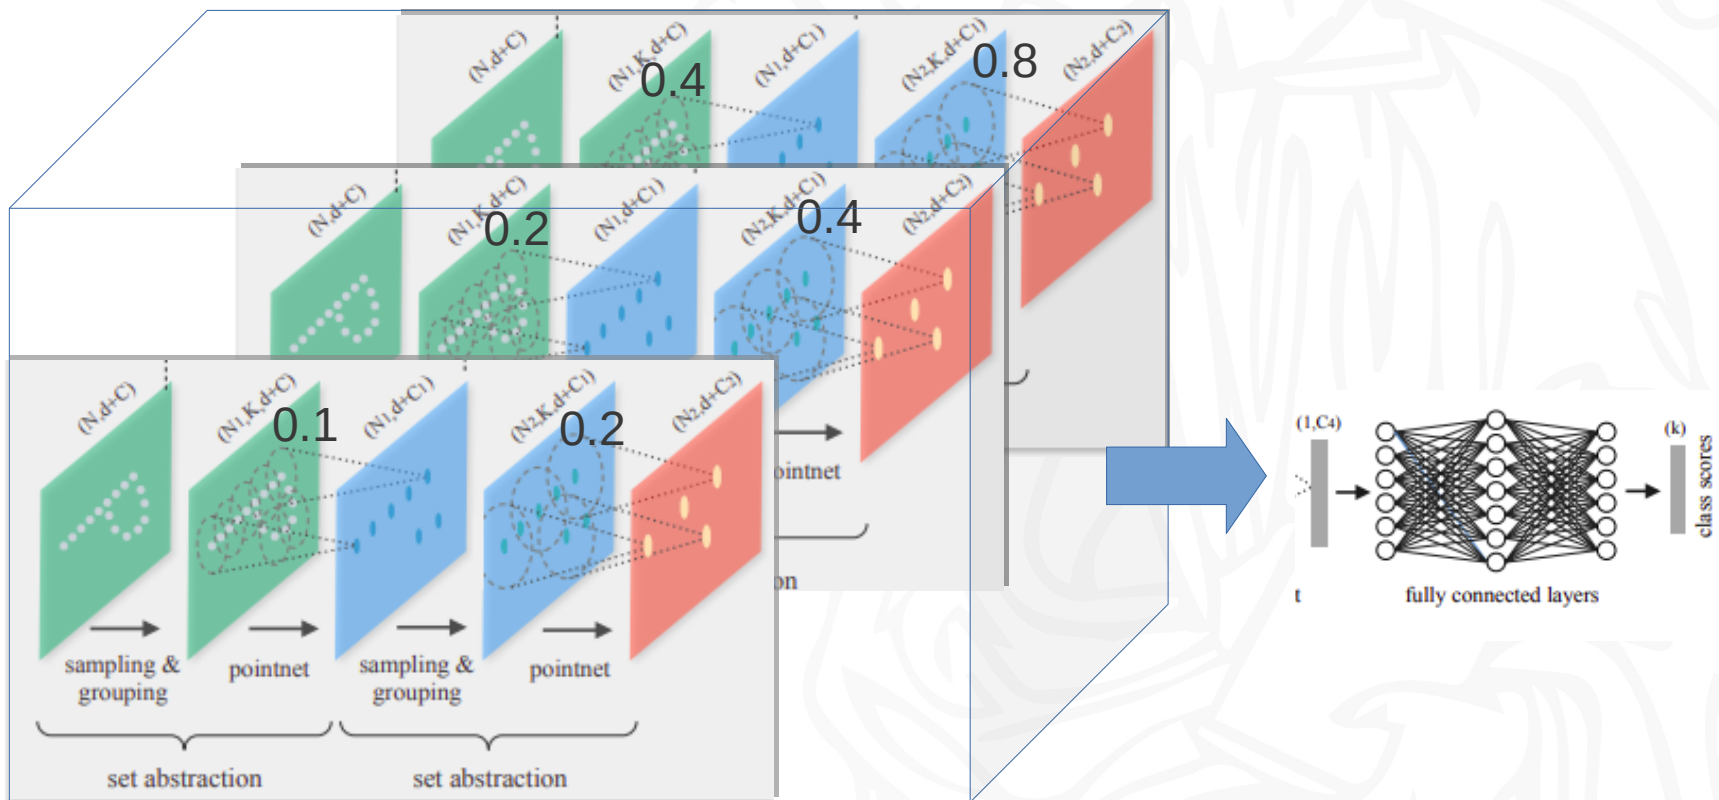 (N,d+C)
(N1,K,d+C)
0.4
(N1,d+C1)
(N2,K,d+C1)
0.8
(N2,d+C2)
(N,d+C)
(N1,K,d+C)
0.2
(N1,d+C1)
(N2,K,d+C1)
0.4
(N2,d+C2)
ointnet
on
(N,d+C)
(N1,K,d+C)
0.1
(N1,d+C1)
(N2,K,d+C1)
0.2
(N2,d+C2)
sampling &
grouping
pointnet
sampling &
grouping
pointnet
set abstraction
set abstraction
(1,C4)
t
fully connected layers
(k)
class scores